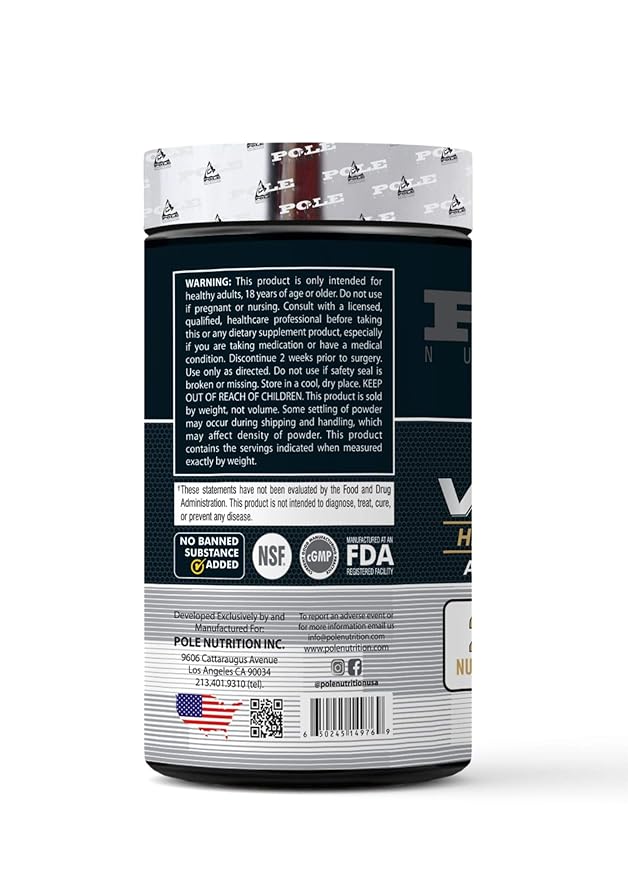 POLE
POLE
POLE
POLE
WARNING: This product is only intended for
healthy adults, 18 years of age or older. Do not use
if pregnant or nursing. Consult with a licensed,
qualified, healthcare professional before taking
this or any dietary supplement product, especially
if you are taking medication or have a medical
condition. Discontinue 2 weeks prior to surgery.
Use only as directed. Do not use if safety seal is
broken or missing. Store in a cool, dry place. KEEP
OUT OF REACH OF CHILDREN. This product is sold
by weight, not volume. Some settling of powder
may occur during shipping and handling, which
may affect density of powder. This product
contains the servings indicated when measured
exactly by weight.
†These statements have not been evaluated by the Food and Drug
Administration. This product is not intended to diagnose, treat, cure,
or prevent any disease.
NO BANNED
SUBSTANCE
ADDED
NSF
cGMP
MANUFACTURED AT AN
FDA
REGISTERED FACILITY
Developed Exclusively by and
Manufactured For:
POLE NUTRITION INC.
9606 Cattaraugus Avenue
Los Angeles CA 90034
213.401.9310 (tel).
To report an adverse event or
for more information email us
info@polenutrition.com
www.polenutrition.com
@polenutritionusa
6 50245 14976 9
N U
NU